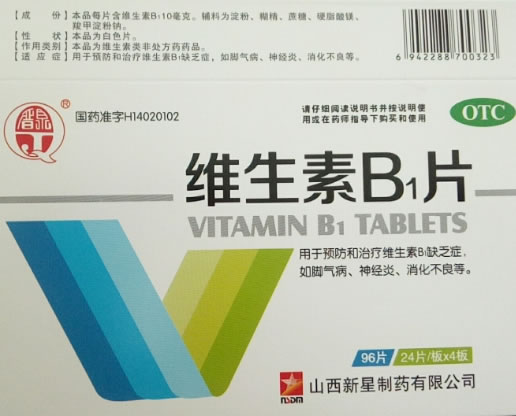 【成　份】本品每片含维生素B₁10毫克。辅料为淀粉、糊精、蔗糖、硬脂酸镁、
羧甲淀粉钠。
【性　状】本品为白色片。
【作用类别】本品为维生素类非处方药药品。
【适应症】用于预防和治疗维生素B₁缺乏症，如脚气病、神经炎、消化不良等。
6 942288 700323
晋泉
®
国药准字H14020102
请仔细阅读说明书并按说明使
用或在药师指导下购买和使用
OTC
维生素B₁片
VITAMIN B₁ TABLETS
用于预防和治疗维生素B₁缺乏症，
如脚气病、神经炎、消化不良等。
96片 24片/板x4板
NSDM
山西新星制药有限公司